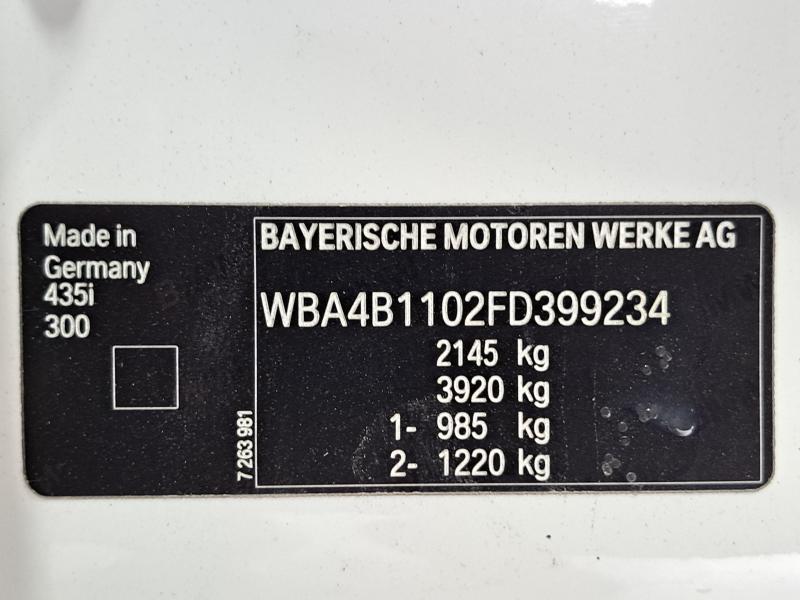 Made in
Germany
435i
300
7 263 981
BAYERISCHE MOTOREN WERKE AG
WBA4B1102FD399234
2145 kg
3920 kg
1- 985 kg
2- 1220 kg